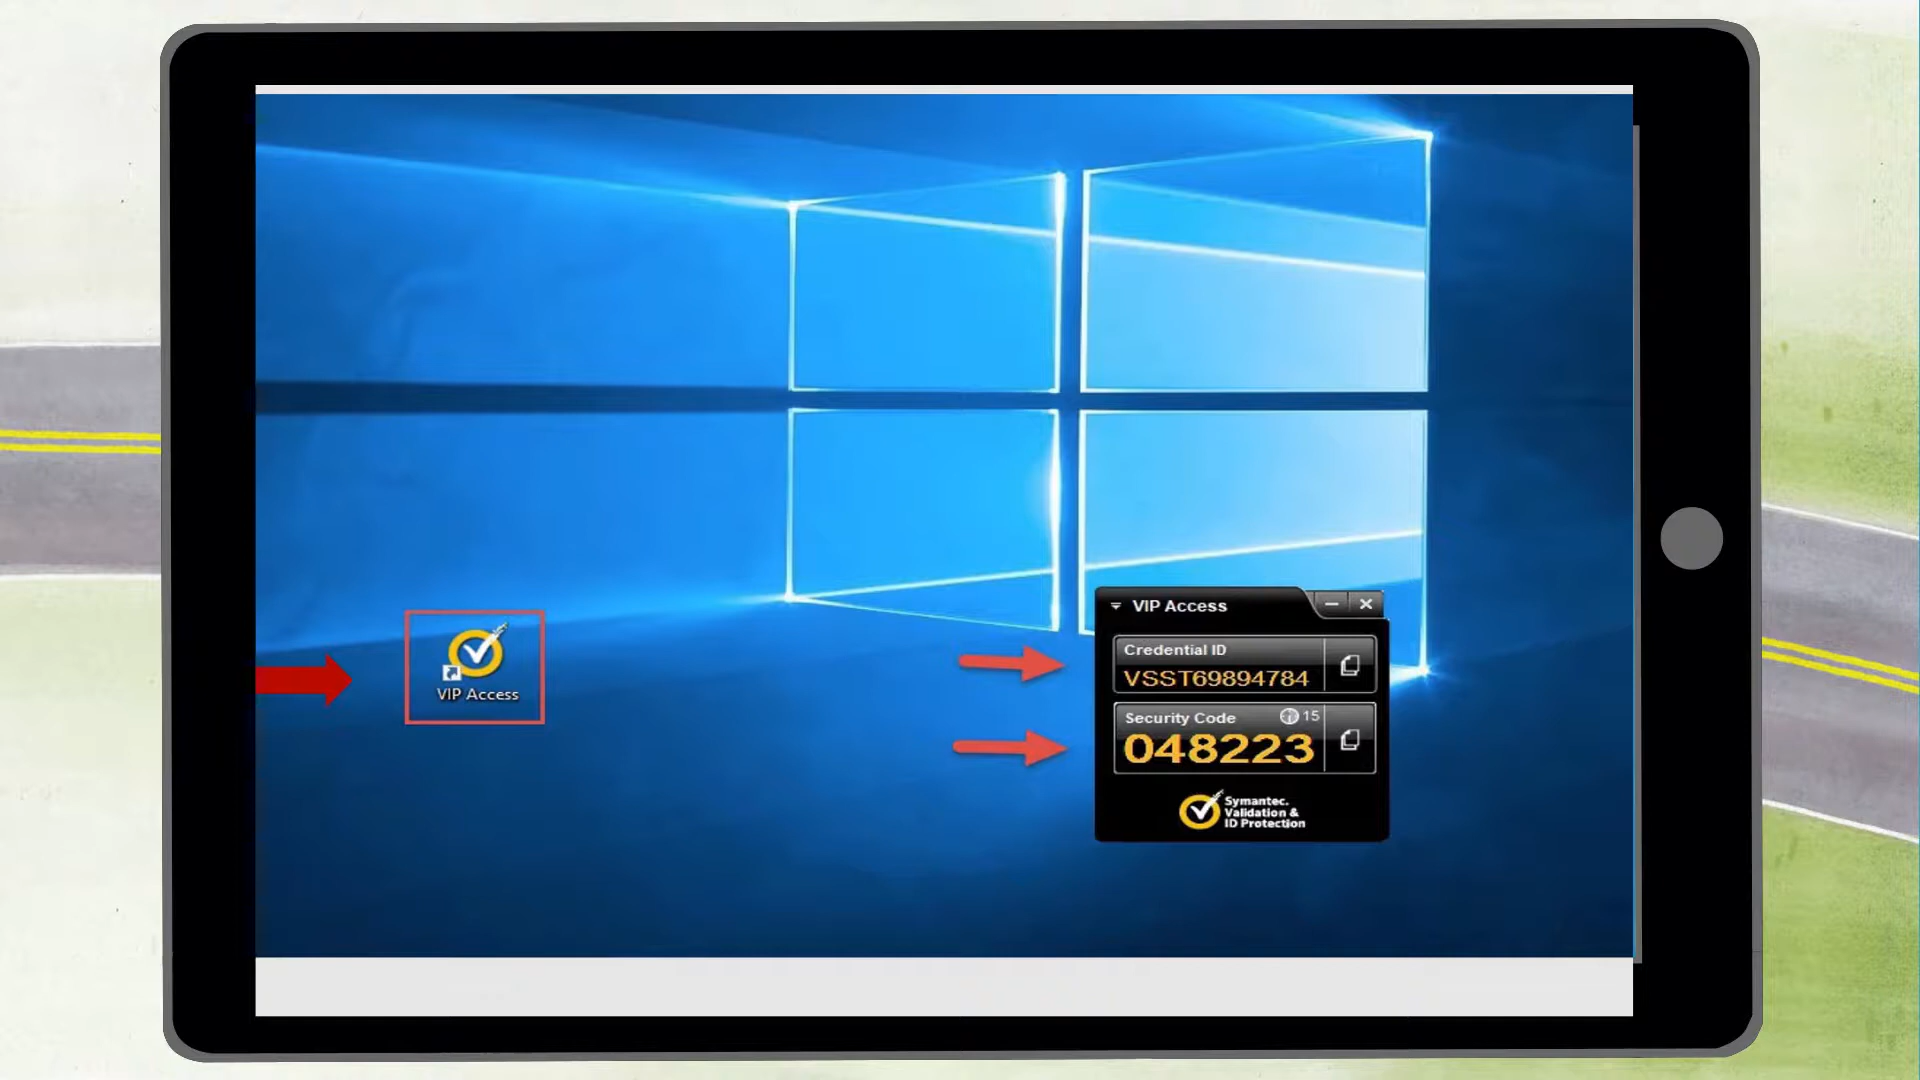 VIP Access
VIP Access
Credential ID
VSST69894784
Security Code 15
048223
Symantec.
Validation &
ID Protection